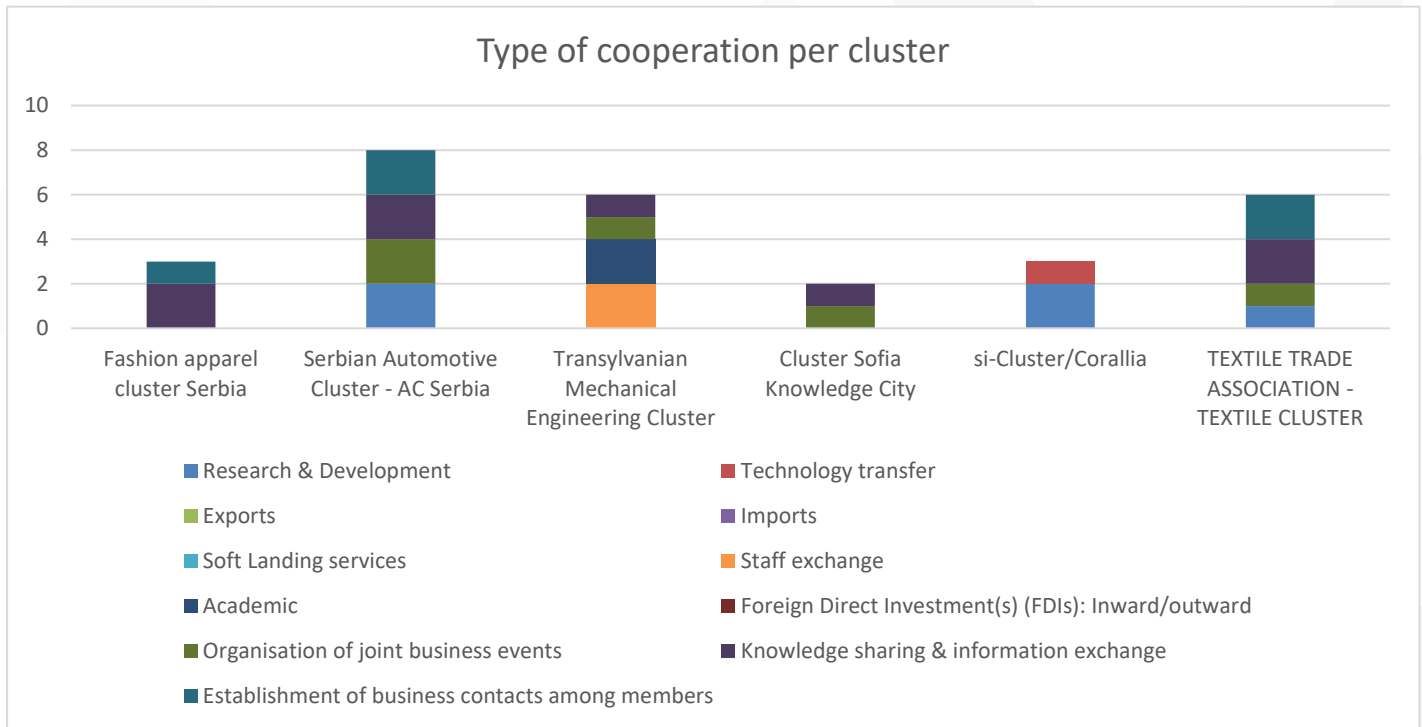 Type of cooperation per cluster
10
8
6
4
2
0
Fashion apparel
cluster Serbia
Serbian Automotive
Cluster - AC Serbia
Transylvanian
Mechanical
Engineering Cluster
Cluster Sofia
Knowledge City
si-Cluster/Corallia
TEXTILE TRADE
ASSOCIATION -
TEXTILE CLUSTER
Research & Development
Technology transfer
Exports
Imports
Soft Landing services
Staff exchange
Academic
Foreign Direct Investment(s) (FDIs): Inward/outward
Organisation of joint business events
Knowledge sharing & information exchange
Establishment of business contacts among members